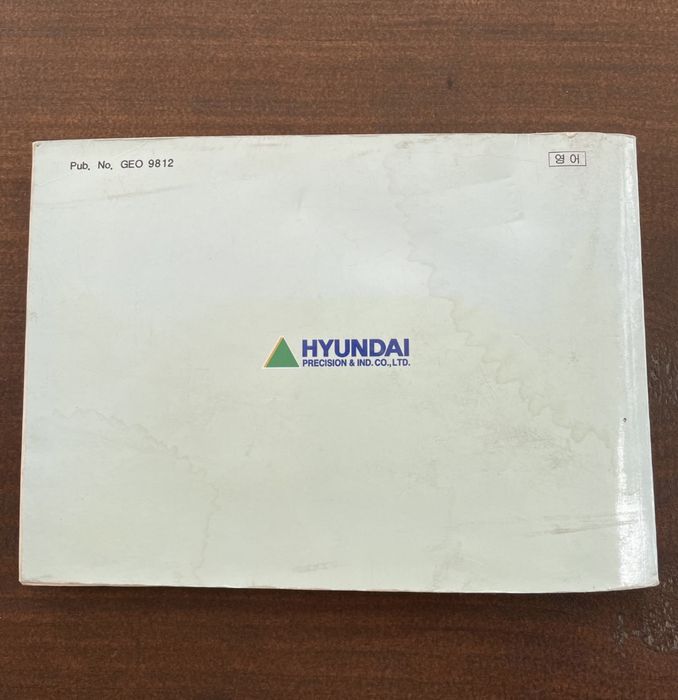 Pub. No. GEO 9812
영 어
HYUNDAI
PRECISION & IND. CO., LTD.